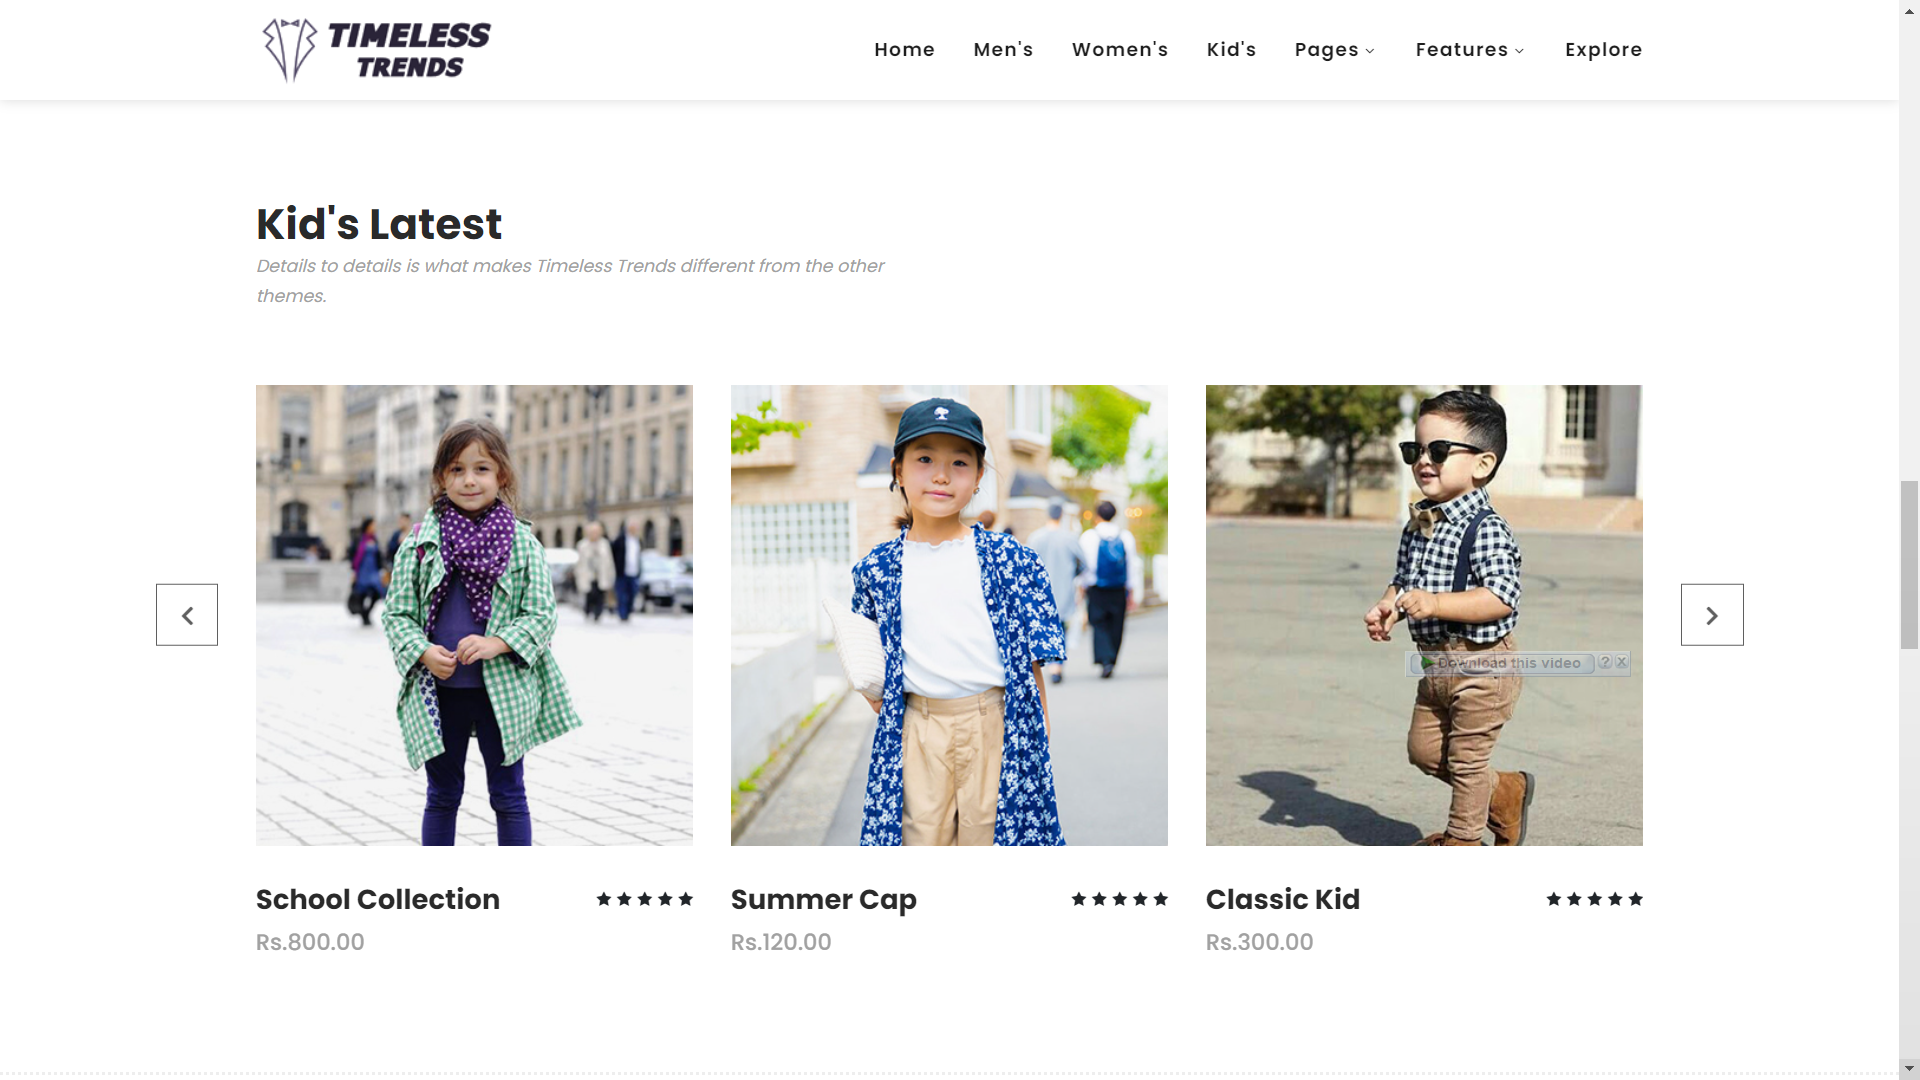 TIMELESS
TRENDS
Home Men's Women's Kid's Pages Features Explore
Kid's Latest
Details to details is what makes Timeless Trends different from the other
themes.
Download this video ? X
School Collection
Rs.800.00
Summer Cap
Rs.120.00
Classic Kid
Rs.300.00